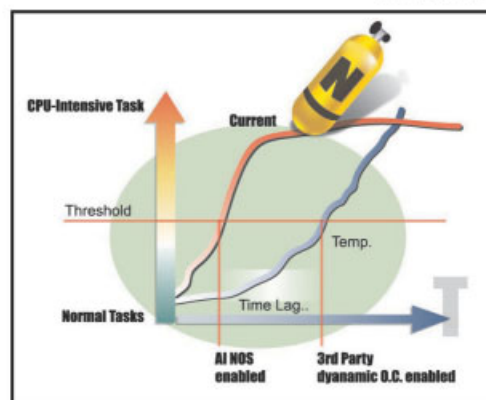 N
CPU-Intensive Task
Current
Threshold
Temp.
Time Lag..
Normal Tasks
T
AI NOS
enabled
3rd Party
dyanamic O.C. enabled